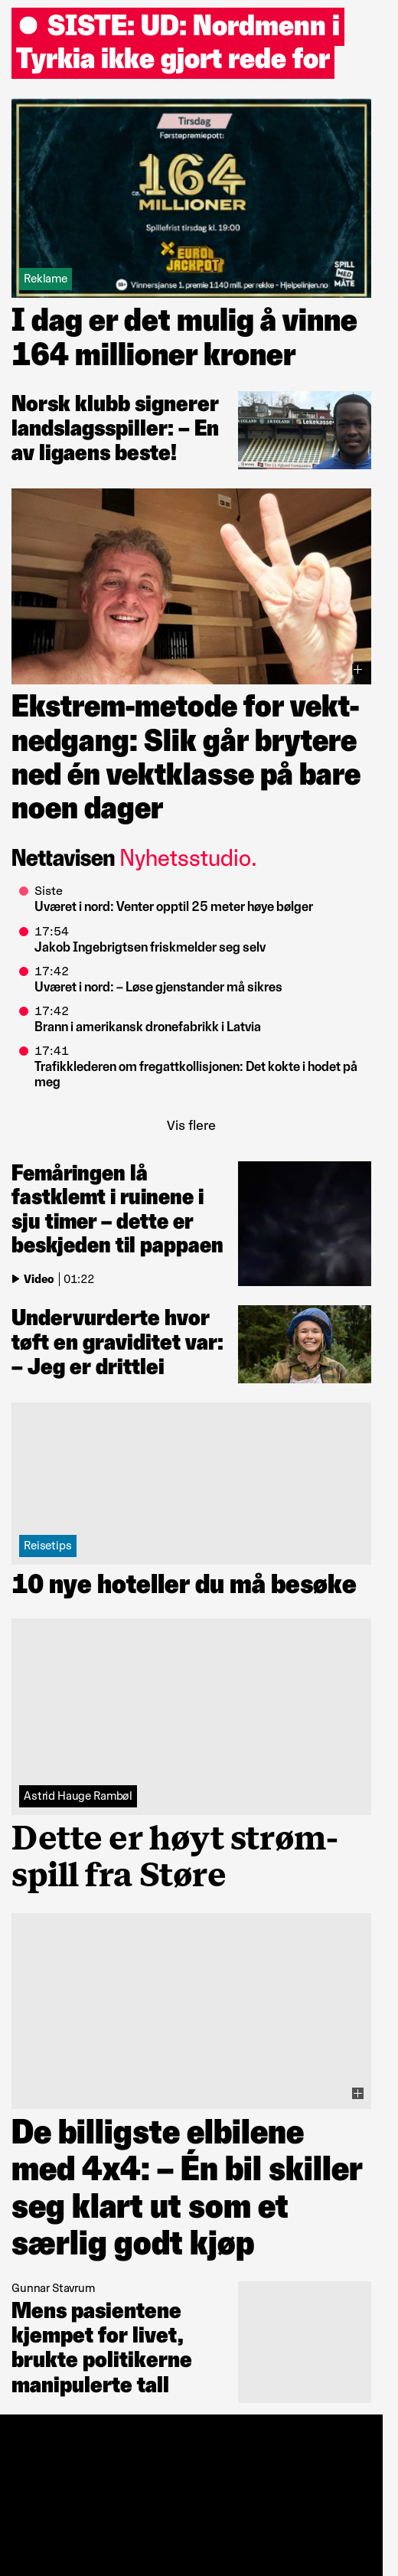 SISTE: UD: Nordmenn i
Tyrkia ikke gjort rede for
Tirsdag
Førstepremiepott:
ca. 164
MILLIONER
Spillefrist tirsdag kl. 19:00
EURO
JACKPOT
SPILL
MED
MÅTE
Reklame
18+ Vinnersjans. 1. premie 1:140 mill. per rekke - Hjelpelinjen.no
I dag er det mulig å vinne
164 millioner kroner
Norsk klubb signerer
landslagsspiller: – En
av ligaens beste!
Lekekasse
Ekstrem-metode for vekt-
nedgang: Slik går brytere
ned én vektklasse på bare
noen dager
Nettavisen Nyhetsstudio.
Siste
Uværet i nord: Venter opptil 25 meter høye bølger
17:54
Jakob Ingebrigtsen friskmelder seg selv
17:42
Uværet i nord: – Løse gjenstander må sikres
17:42
Brann i amerikansk dronefabrikk i Latvia
17:41
Trafikklederen om fregattkollisjonen: Det kokte i hodet på
meg
Vis flere
Femåringen lå
fastklemt i ruinene i
sju timer – dette er
beskjeden til pappaen
Video | 01:22
Undervurderte hvor
tøft en graviditet var:
– Jeg er drittlei
Reisetips
10 nye hoteller du må besøke
Astrid Hauge Rambøl
Dette er høyt strøm-
spill fra Støre
De billigste elbilene
med 4x4: – Én bil skiller
seg klart ut som et
særlig godt kjøp
Gunnar Stavrum
Mens pasientene
kjempet for livet,
brukte politikerne
manipulerte tall